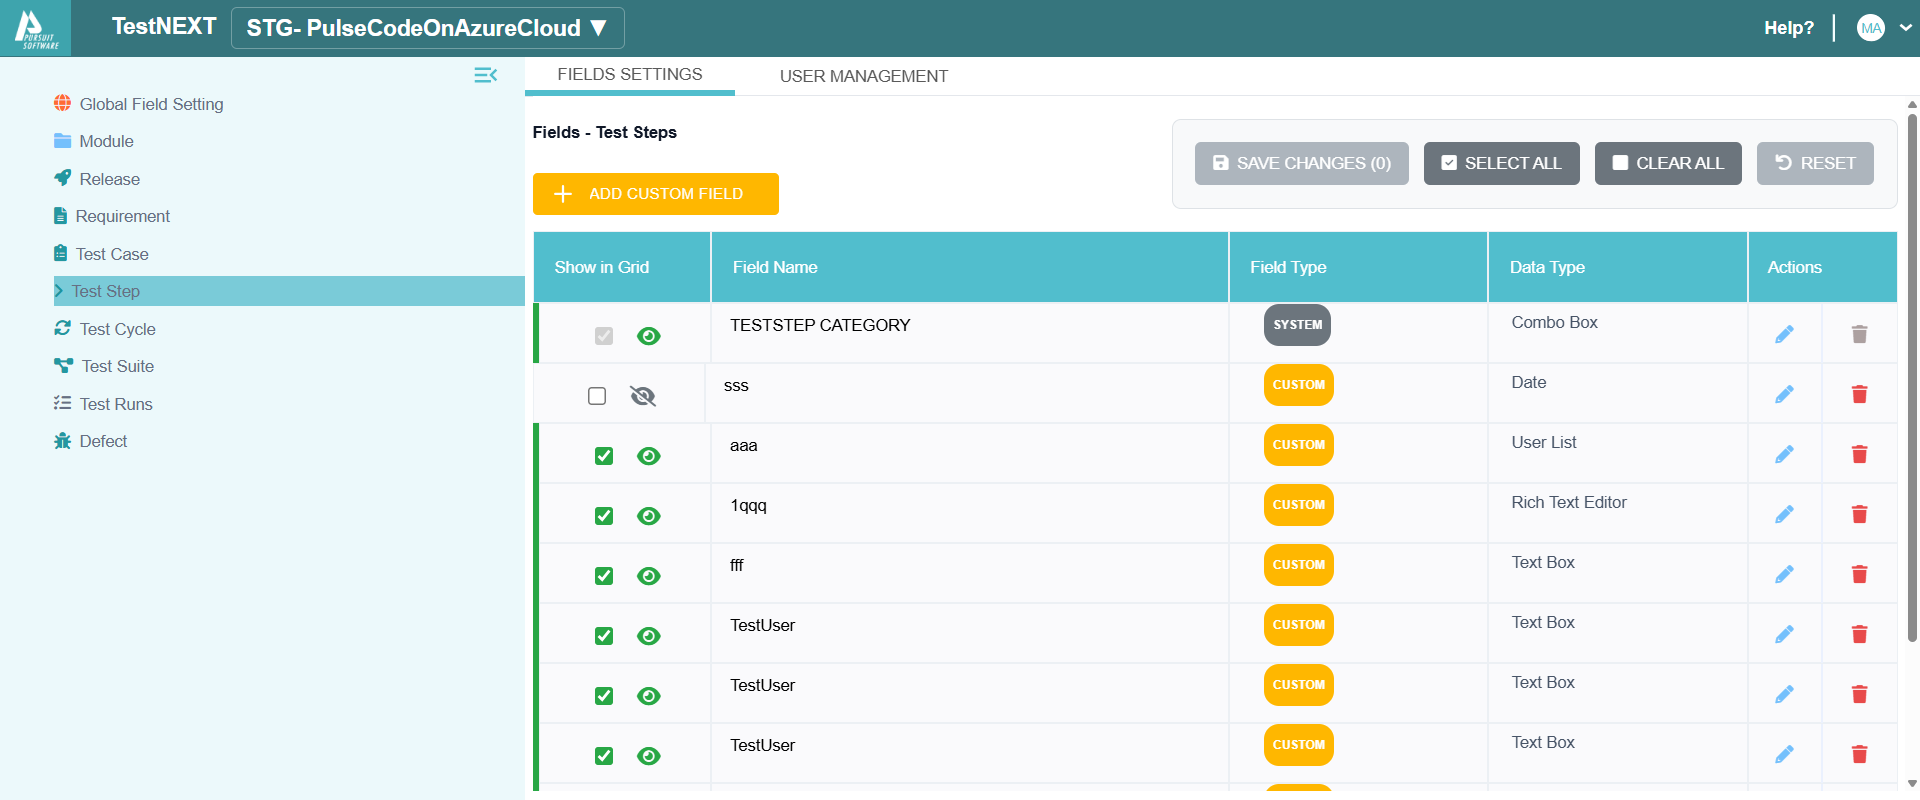 PURSUIT
SOFTWARE
TestNEXT
STG- PulseCodeOnAzureCloud ▼
Help?
MA
Global Field Setting
Module
Release
Requirement
Test Case
Test Step
Test Cycle
Test Suite
Test Runs
Defect
FIELDS SETTINGS
USER MANAGEMENT
Fields - Test Steps
ADD CUSTOM FIELD
SAVE CHANGES (0)
SELECT ALL
CLEAR ALL
RESET
Show in Grid Field Name Field Type Data Type Actions
TESTSTEP CATEGORY SYSTEM Combo Box
sss CUSTOM Date
aaa CUSTOM User List
1qqq CUSTOM Rich Text Editor
fff CUSTOM Text Box
TestUser CUSTOM Text Box
TestUser CUSTOM Text Box
TestUser CUSTOM Text Box